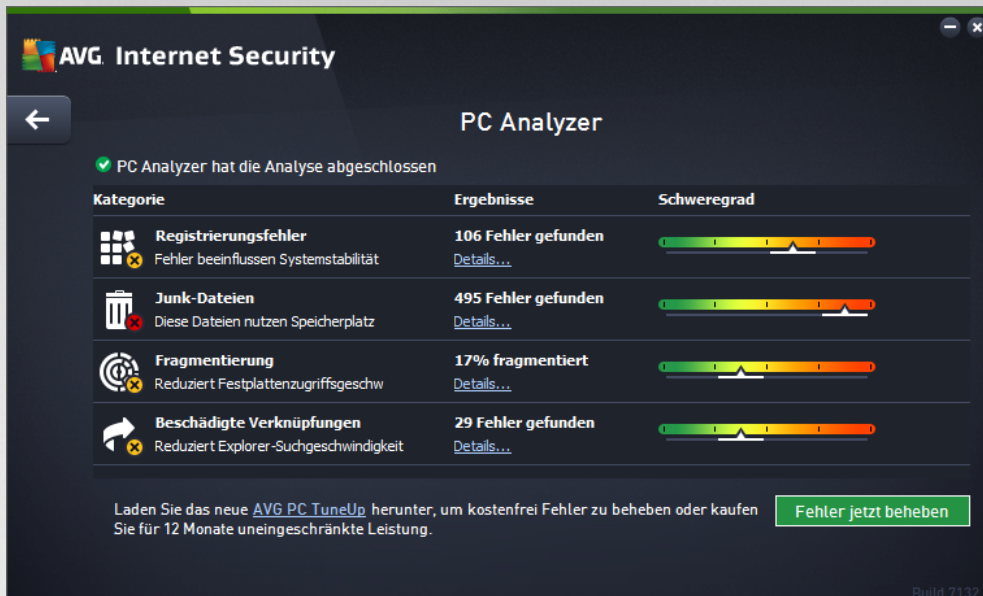 AVG Internet Security
PC Analyzer
PC Analyzer hat die Analyse abgeschlossen
Kategorie Ergebnisse Schweregrad
Registrierungsfehler 106 Fehler gefunden
Fehler beeinflussen Systemstabilität Details...
Junk-Dateien 495 Fehler gefunden
Diese Dateien nutzen Speicherplatz Details...
Fragmentierung 17% fragmentiert
Reduziert Festplattenzugriffsgeschw Details...
Beschädigte Verknüpfungen 29 Fehler gefunden
Reduziert Explorer-Suchgeschwindigkeit Details...
Laden Sie das neue AVG PC TuneUp herunter, um kostenfrei Fehler zu beheben oder kaufen
Sie für 12 Monate uneingeschränkte Leistung.
Fehler jetzt beheben
Build 7132